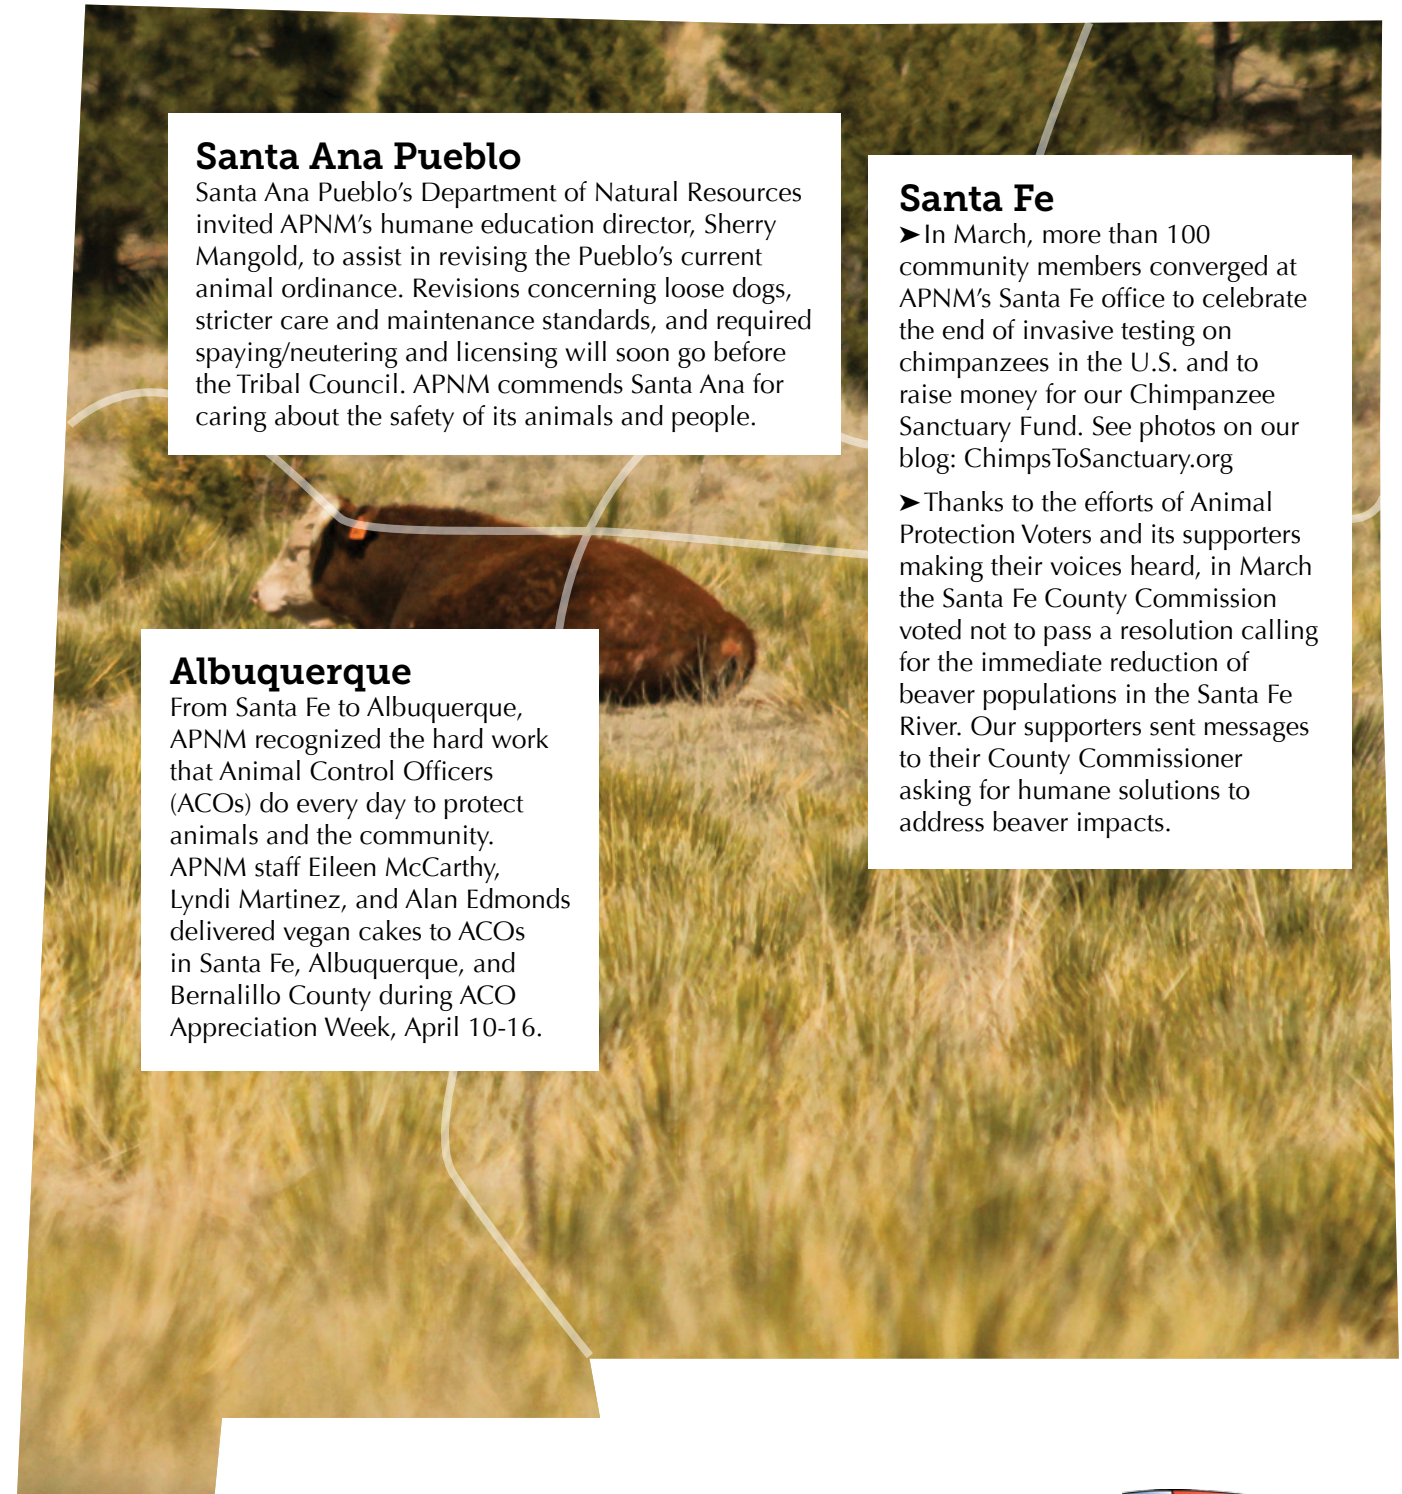 Santa Ana Pueblo
Santa Ana Pueblo’s Department of Natural Resources
invited APNM’s humane education director, Sherry
Mangold, to assist in revising the Pueblo’s current
animal ordinance. Revisions concerning loose dogs,
stricter care and maintenance standards, and required
spaying/neutering and licensing will soon go before
the Tribal Council. APNM commends Santa Ana for
caring about the safety of its animals and people.
Santa Fe
➤In March, more than 100
community members converged at
APNM’s Santa Fe office to celebrate
the end of invasive testing on
chimpanzees in the U.S. and to
raise money for our Chimpanzee
Sanctuary Fund. See photos on our
blog: ChimpsToSanctuary.org
➤Thanks to the efforts of Animal
Protection Voters and its supporters
making their voices heard, in March
the Santa Fe County Commission
voted not to pass a resolution calling
for the immediate reduction of
beaver populations in the Santa Fe
River. Our supporters sent messages
to their County Commissioner
asking for humane solutions to
address beaver impacts.
Albuquerque
From Santa Fe to Albuquerque,
APNM recognized the hard work
that Animal Control Officers
(ACOs) do every day to protect
animals and the community.
APNM staff Eileen McCarthy,
Lyndi Martinez, and Alan Edmonds
delivered vegan cakes to ACOs
in Santa Fe, Albuquerque, and
Bernalillo County during ACO
Appreciation Week, April 10-16.